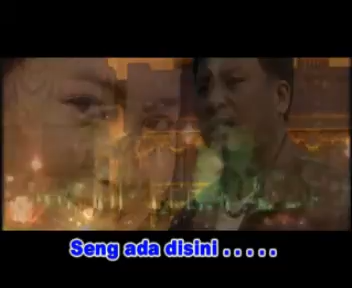 Seng ada disini . . . . .